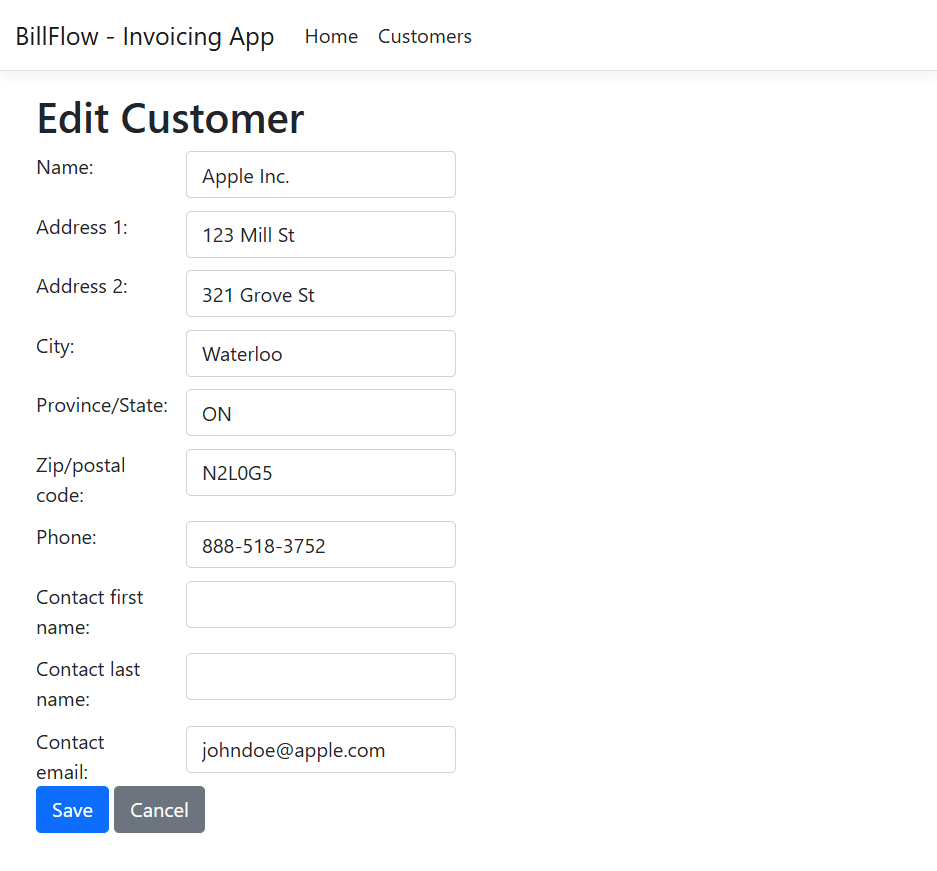 BillFlow - Invoicing App Home Customers
Edit Customer
Name: Apple Inc.
Address 1: 123 Mill St
Address 2: 321 Grove St
City: Waterloo
Province/State: ON
Zip/postal code: N2L0G5
Phone: 888-518-3752
Contact first
name:
Contact last
name:
Contact
email: johndoe@apple.com
Save Cancel